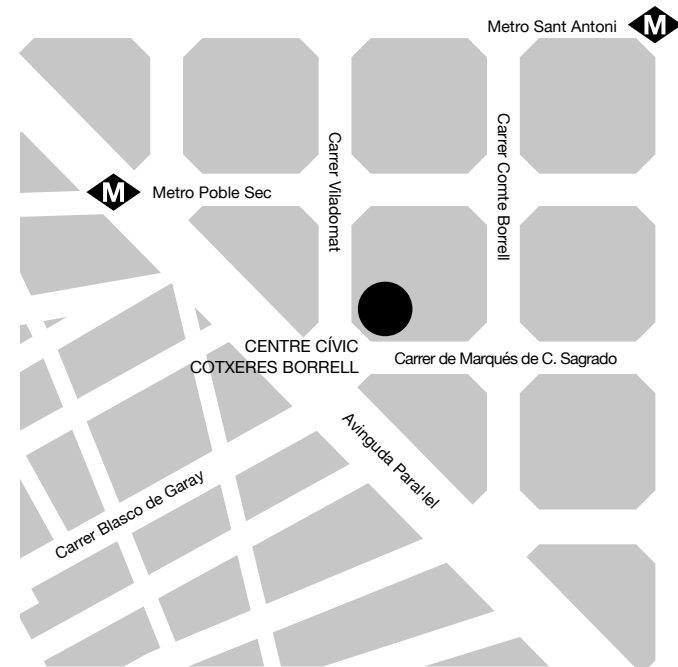 Metro Sant Antoni
M
Carrer Viladomat
Carrer Comte Borrell
M
Metro Poble Sec
CENTRE CÍVIC
COTXERES BORRELL
Carrer de Marqués de C. Sagrado
Avinguda Paral·lel
Carrer Blasco de Garay